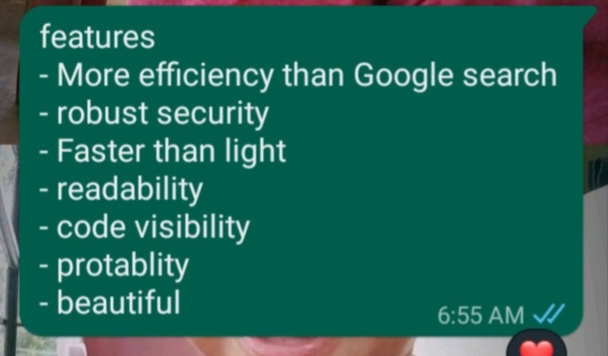 features
- More efficiency than Google search
- robust security
- Faster than light
- readability
- code visibility
- protablity
- beautiful
6:55 AM